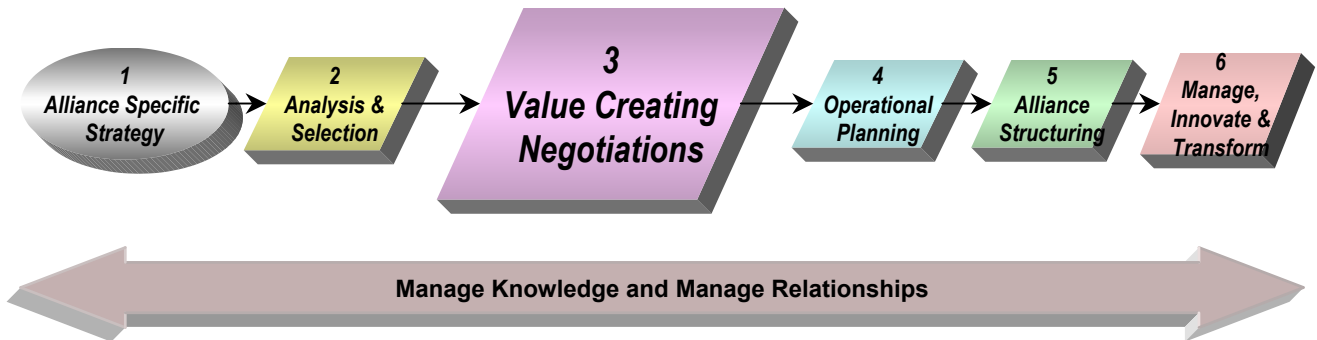 1
Alliance Specific
Strategy
2
Analysis &
Selection
3
Value Creating
Negotiations
4
Operational
Planning
5
Alliance
Structuring
6
Manage,
Innovate &
Transform
Manage Knowledge and Manage Relationships